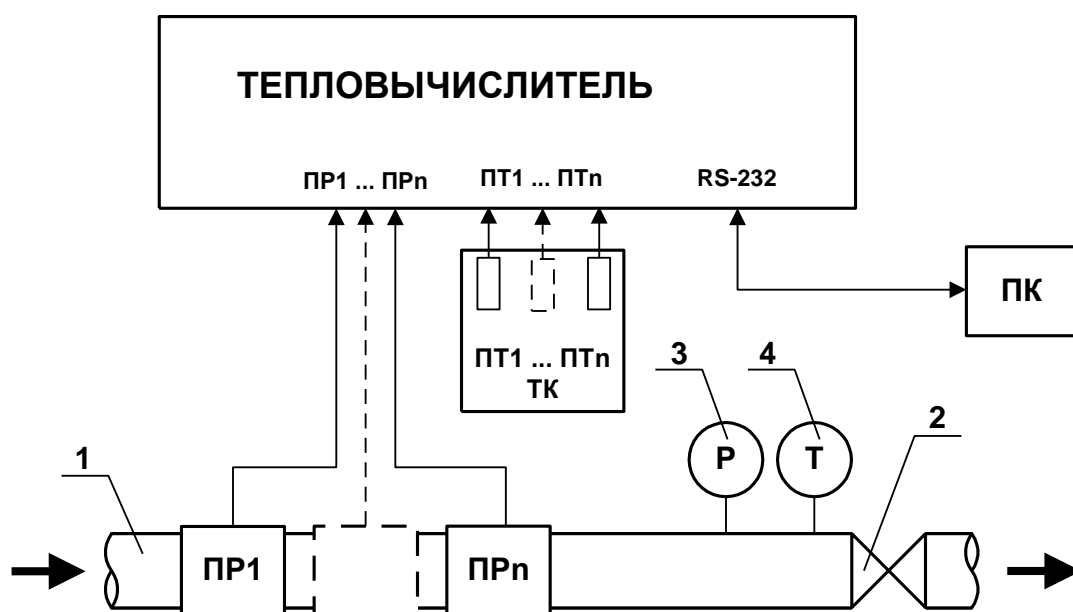 ТЕПЛОВЫЧИСЛИТЕЛЬ
ПР1 ... ПРn ПТ1 ... ПТn RS-232
ПК
ПТ1 ... ПТn
ТК
3 4 2
1 Р Т
ПР1 ПРn